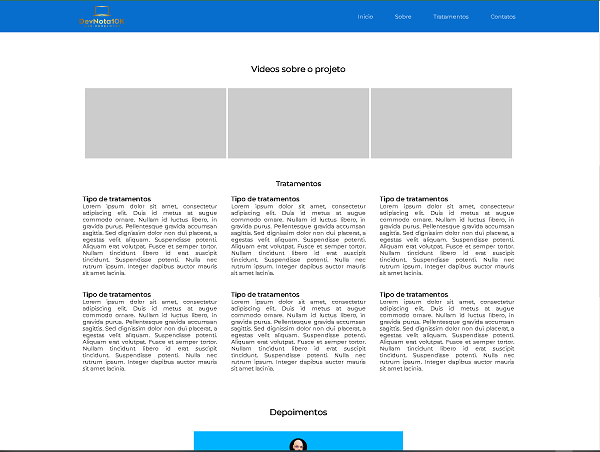 DevNota10!
Inicio
Sobre
Tratamentos
Contatos
Videos sobre o projeto
Tratamentos
Tipo de tratamentos
Lorem ipsum dolor sit amet, consectetur
adipiscing elit. Duis id metus at augue
commodo ornare. Nullam id luctus libero, in
gravida purus. Pellentesque gravida accumsan
sagittis. Sed dignissim dolor non dui placerat, a
egestas velit aliquam. Suspendisse potenti.
Aliquam erat volutpat. Fusce et semper tortor.
Nullam tincidunt libero id erat suscipit
tincidunt. Suspendisse potenti. Nulla nec
rutrum ipsum. Integer dapibus auctor mauris
sit amet lacinia.
Tipo de tratamentos
Lorem ipsum dolor sit amet, consectetur
adipiscing elit. Duis id metus at augue
commodo ornare. Nullam id luctus libero, in
gravida purus. Pellentesque gravida accumsan
sagittis. Sed dignissim dolor non dui placerat, a
egestas velit aliquam. Suspendisse potenti.
Aliquam erat volutpat. Fusce et semper tortor.
Nullam tincidunt libero id erat suscipit
tincidunt. Suspendisse potenti. Nulla nec
rutrum ipsum. Integer dapibus auctor mauris
sit amet lacinia.
Tipo de tratamentos
Lorem ipsum dolor sit amet, consectetur
adipiscing elit. Duis id metus at augue
commodo ornare. Nullam id luctus libero, in
gravida purus. Pellentesque gravida accumsan
sagittis. Sed dignissim dolor non dui placerat, a
egestas velit aliquam. Suspendisse potenti.
Aliquam erat volutpat. Fusce et semper tortor.
Nullam tincidunt libero id erat suscipit
tincidunt. Suspendisse potenti. Nulla nec
rutrum ipsum. Integer dapibus auctor mauris
sit amet lacinia.
Tipo de tratamentos
Lorem ipsum dolor sit amet, consectetur
adipiscing elit. Duis id metus at augue
commodo ornare. Nullam id luctus libero, in
gravida purus. Pellentesque gravida accumsan
sagittis. Sed dignissim dolor non dui placerat, a
egestas velit aliquam. Suspendisse potenti.
Aliquam erat volutpat. Fusce et semper tortor.
Nullam tincidunt libero id erat suscipit
tincidunt. Suspendisse potenti. Nulla nec
rutrum ipsum. Integer dapibus auctor mauris
sit amet lacinia.
Tipo de tratamentos
Lorem ipsum dolor sit amet, consectetur
adipiscing elit. Duis id metus at augue
commodo ornare. Nullam id luctus libero, in
gravida purus. Pellentesque gravida accumsan
sagittis. Sed dignissim dolor non dui placerat, a
egestas velit aliquam. Suspendisse potenti.
Aliquam erat volutpat. Fusce et semper tortor.
Nullam tincidunt libero id erat suscipit
tincidunt. Suspendisse potenti. Nulla nec
rutrum ipsum. Integer dapibus auctor mauris
sit amet lacinia.
Tipo de tratamentos
Lorem ipsum dolor sit amet, consectetur
adipiscing elit. Duis id metus at augue
commodo ornare. Nullam id luctus libero, in
gravida purus. Pellentesque gravida accumsan
sagittis. Sed dignissim dolor non dui placerat, a
egestas velit aliquam. Suspendisse potenti.
Aliquam erat volutpat. Fusce et semper tortor.
Nullam tincidunt libero id erat suscipit
tincidunt. Suspendisse potenti. Nulla nec
rutrum ipsum. Integer dapibus auctor mauris
sit amet lacinia.
Depoimentos